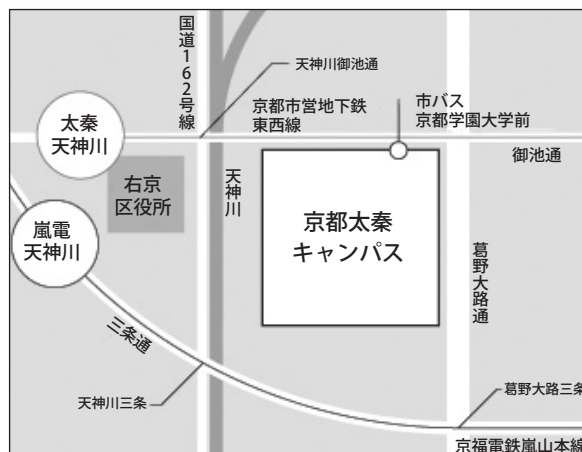 国道162号線
天神川御池通
太秦
天神川
京都市営地下鉄
東西線
市バス
京都学園大学前
御池通
右京
区役所
天神川
嵐電
天神川
京都太秦
キャンパス
葛野大路通
三条通
天神川三条
葛野大路三条
京福電鉄嵐山本線